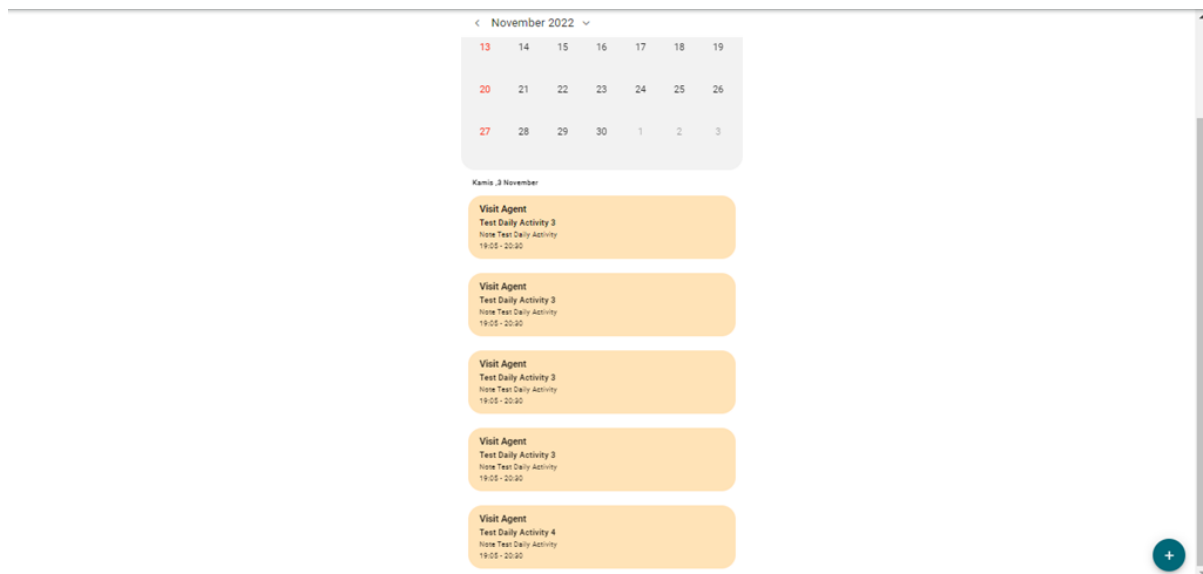 < November 2022
13 14 15 16 17 18 19
20 21 22 23 24 25 26
27 28 29 30 1 2 3
Kamis ,3 November
Visit Agent
Test Daily Activity 3
Note Test Daily Activity
19:05 - 20:30
Visit Agent
Test Daily Activity 3
Note Test Daily Activity
19:05 - 20:30
Visit Agent
Test Daily Activity 3
Note Test Daily Activity
19:05 - 20:30
Visit Agent
Test Daily Activity 3
Note Test Daily Activity
19:05 - 20:30
Visit Agent
Test Daily Activity 4
Note Test Daily Activity
19:05 - 20:30
+